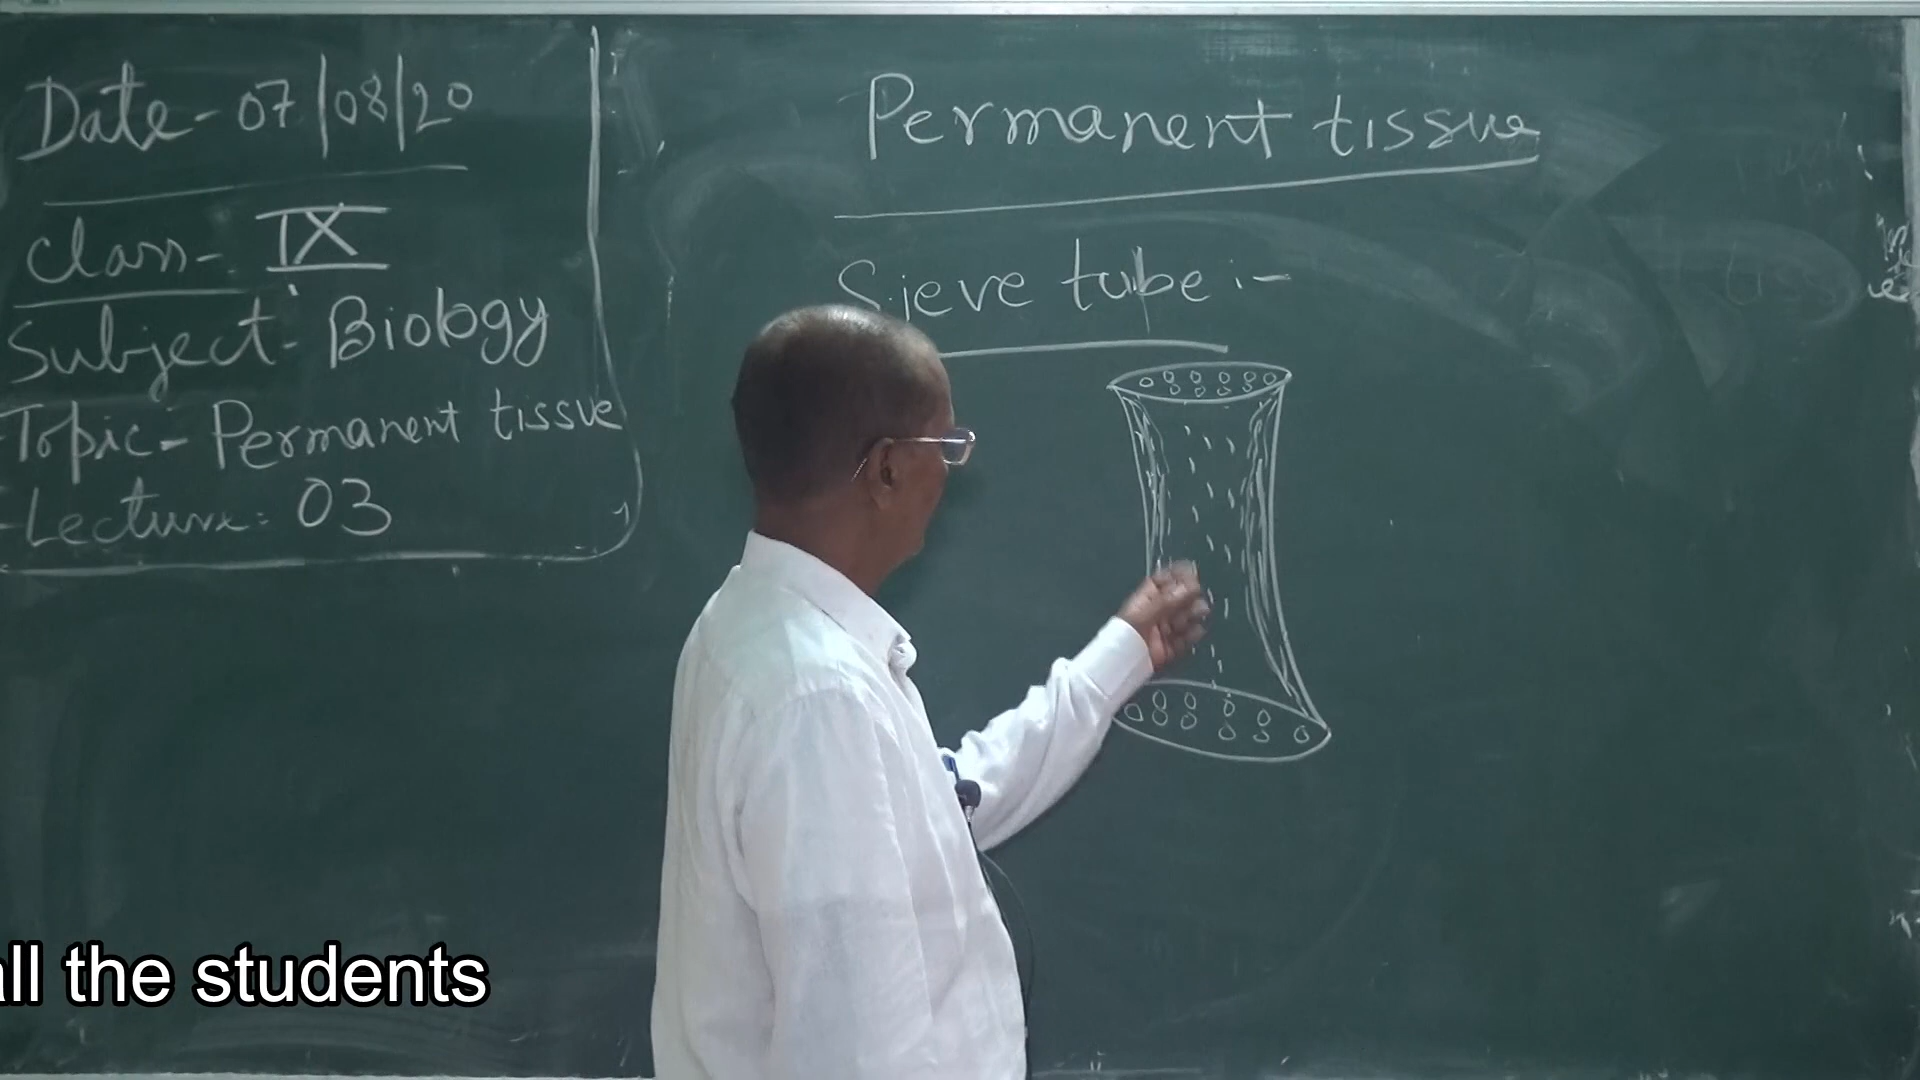 Date- 07/08/20
Class- IX
Subject- Biology
Topic- Permanent tissue
Lecture: 03
Permanent tissue
Sieve tube :-
all the students